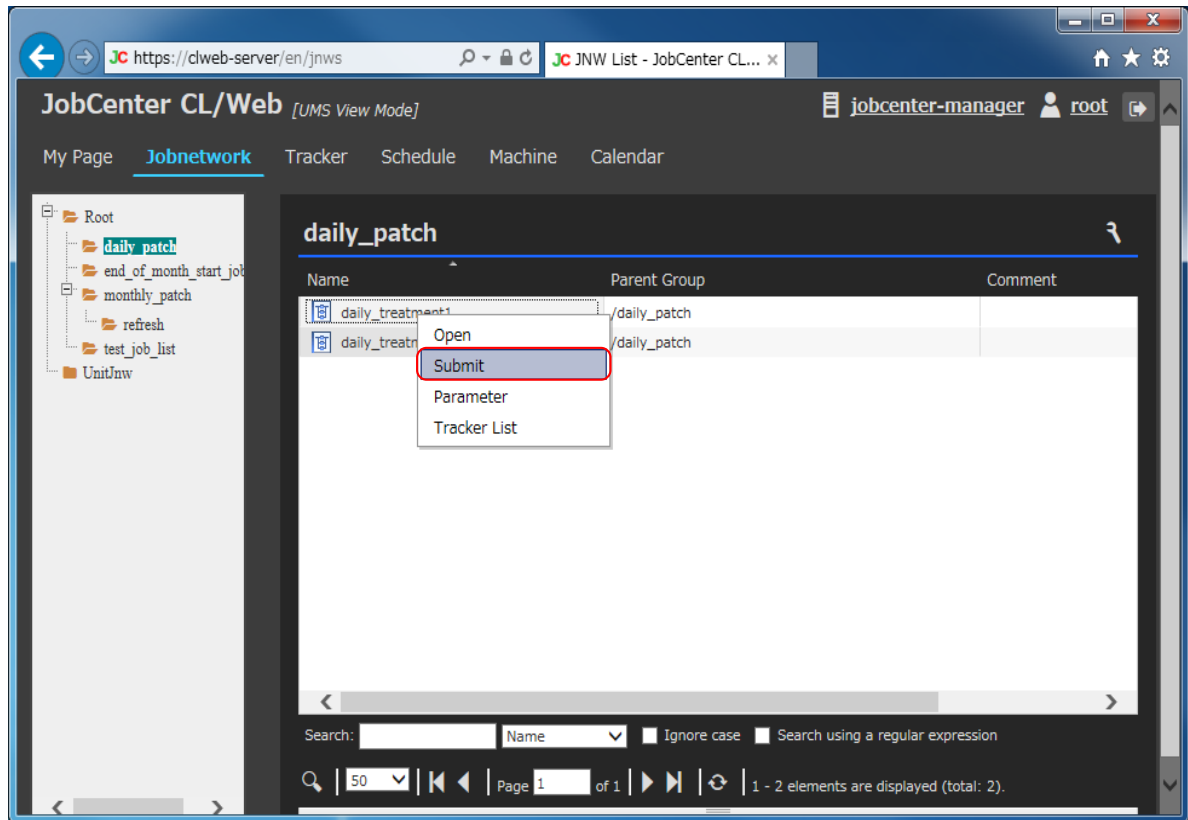 JC https://clweb-server/en/jnws
JC JNW List - JobCenter CL... ×
JobCenter CL/Web [UMS View Mode]
jobcenter-manager root
My Page Jobnetwork Tracker Schedule Machine Calendar
Root
daily_patch
end_of_month_start_job
monthly_patch
refresh
test_job_list
UnitJnw
daily_patch
Name Parent Group Comment
daily_treatment1 /daily_patch
/daily_patch
Open
Submit
Parameter
Tracker List
Search: Name Ignore case Search using a regular expression
50 Page 1 of 1 1 - 2 elements are displayed (total: 2).